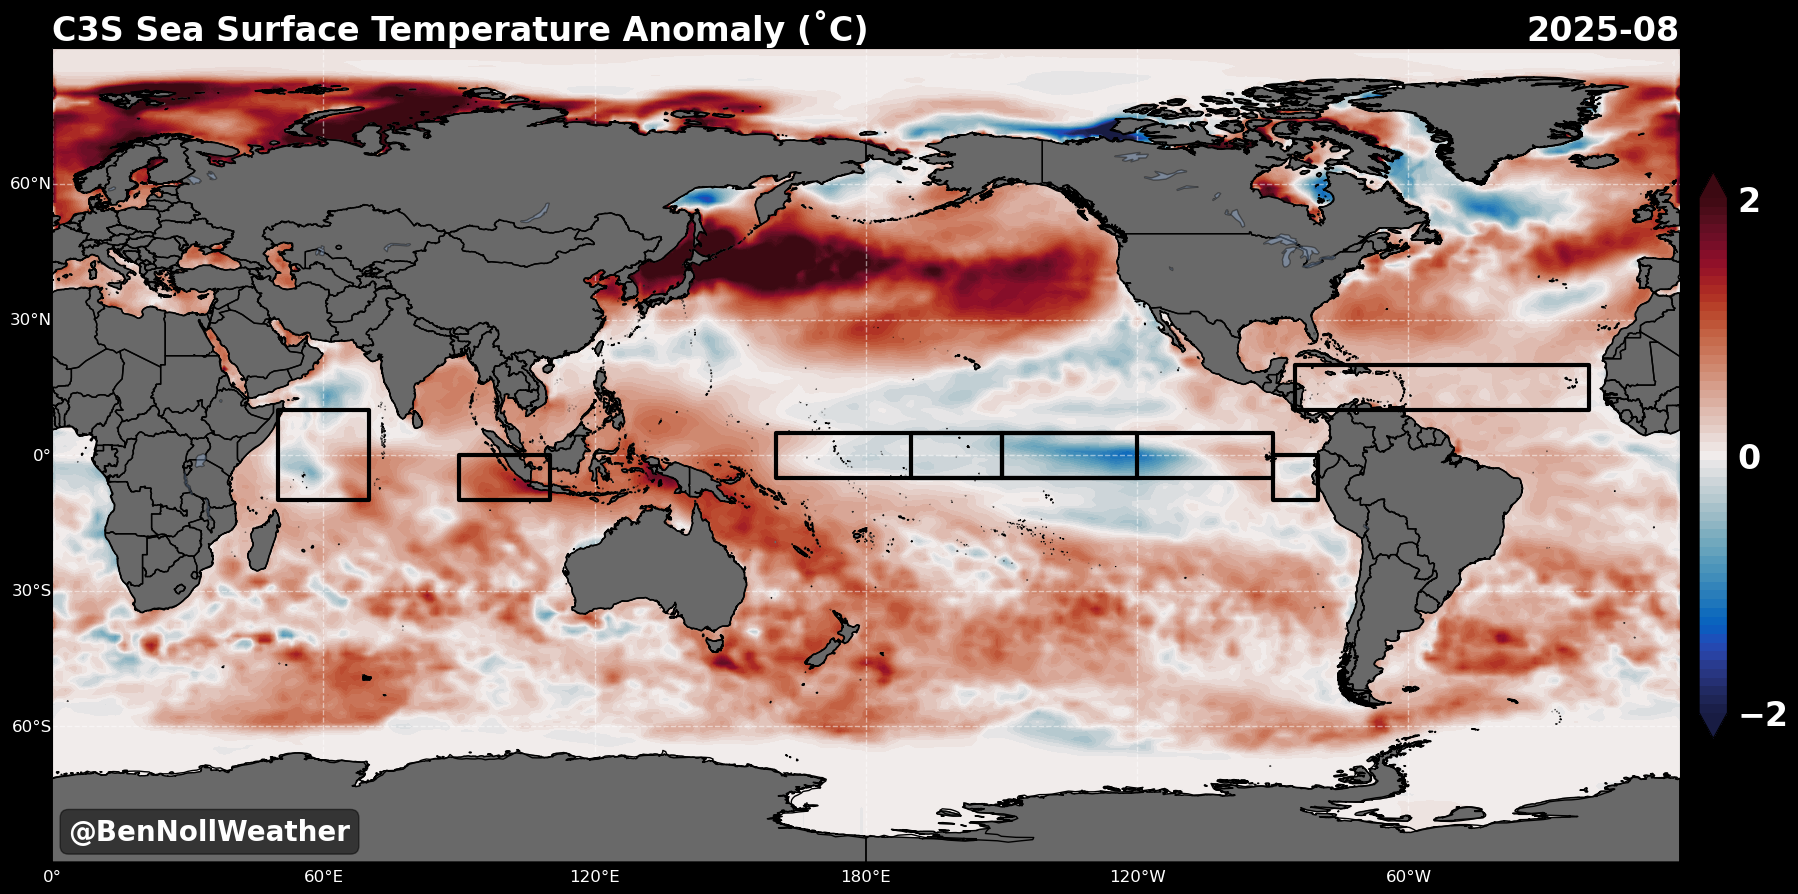 C3S Sea Surface Temperature Anomaly (˚C)
2025-08
60°N
30°N
0°
30°S
60°S
2
0
−2
@BenNollWeather
0°
60°E
120°E
180°E
120°W
60°W